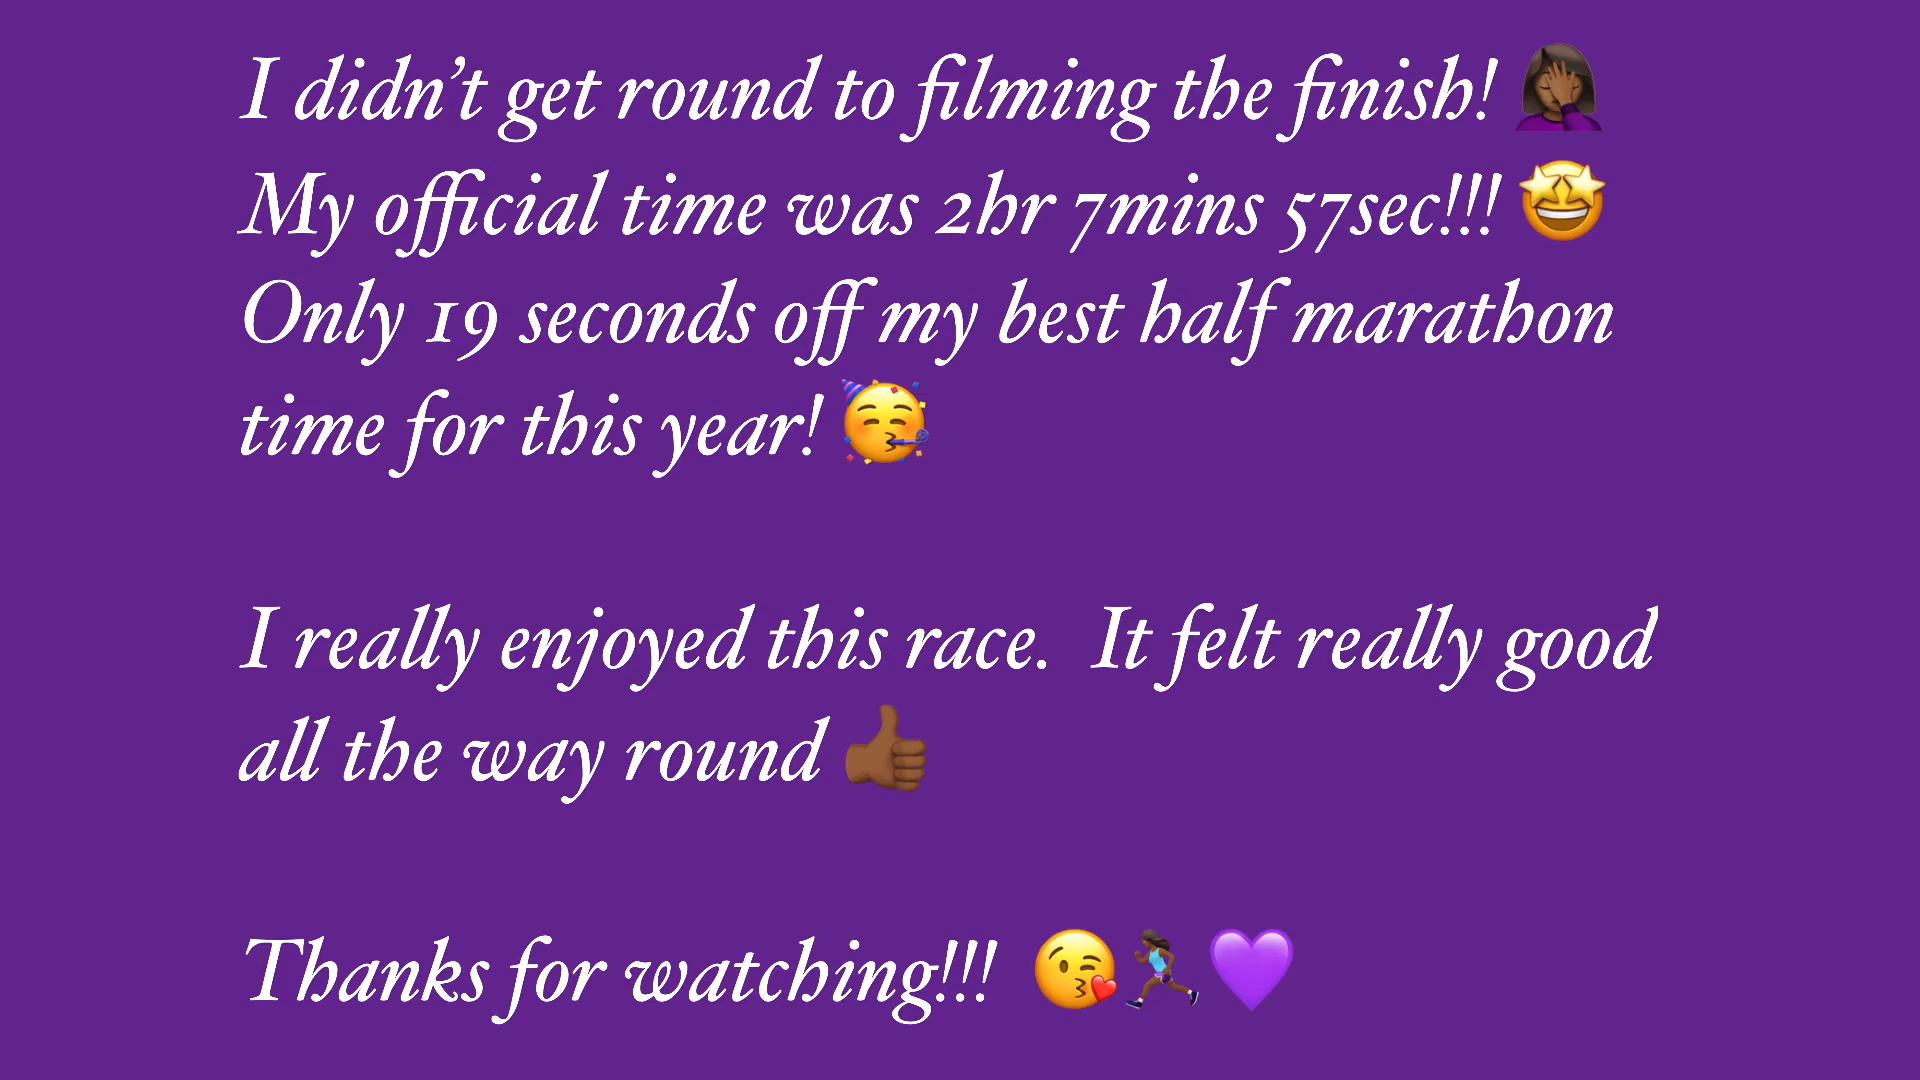 I didn’t get round to filming the finish! 🤦🏾‍♀️
My official time was 2hr 7mins 57sec!!! 🤩
Only 19 seconds off my best half marathon
time for this year! 🥳
I really enjoyed this race.  It felt really good
all the way round 👍🏾
Thanks for watching!!!  😘🏃🏾‍♀️💜